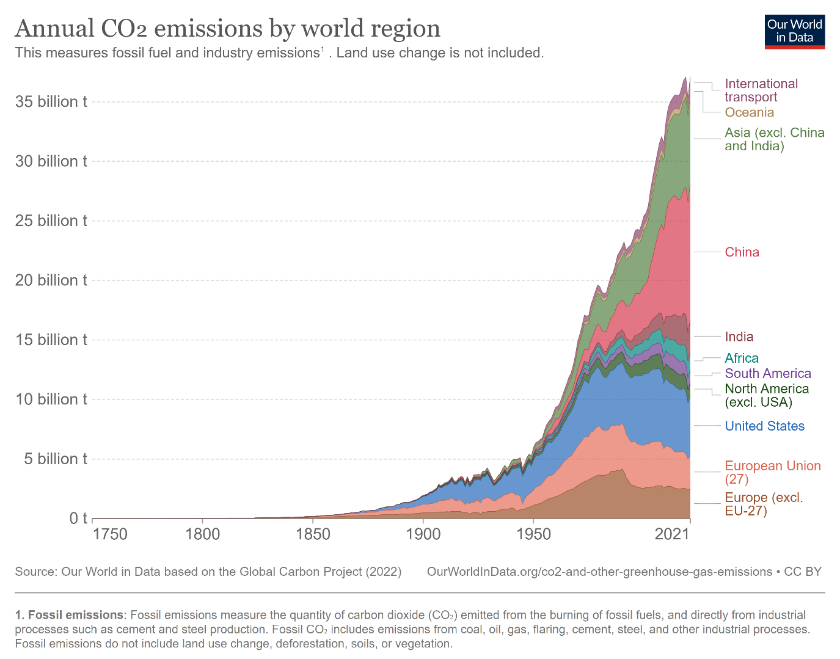 Annual CO2 emissions by world region
This measures fossil fuel and industry emissions¹ . Land use change is not included.
Our World
in Data
35 billion t
30 billion t
25 billion t
20 billion t
15 billion t
10 billion t
5 billion t
0 t
1750
1800
1850
1900
1950
2021
International
transport
Oceania
Asia (excl. China
and India)
China
India
Africa
South America
North America
(excl. USA)
United States
European Union
(27)
Europe (excl.
EU-27)
Source: Our World in Data based on the Global Carbon Project (2022)
OurWorldInData.org/co2-and-other-greenhouse-gas-emissions • CC BY
1. Fossil emissions: Fossil emissions measure the quantity of carbon dioxide (CO₂) emitted from the burning of fossil fuels, and directly from industrial
processes such as cement and steel production. Fossil CO₂ includes emissions from coal, oil, gas, flaring, cement, steel, and other industrial processes.
Fossil emissions do not include land use change, deforestation, soils, or vegetation.